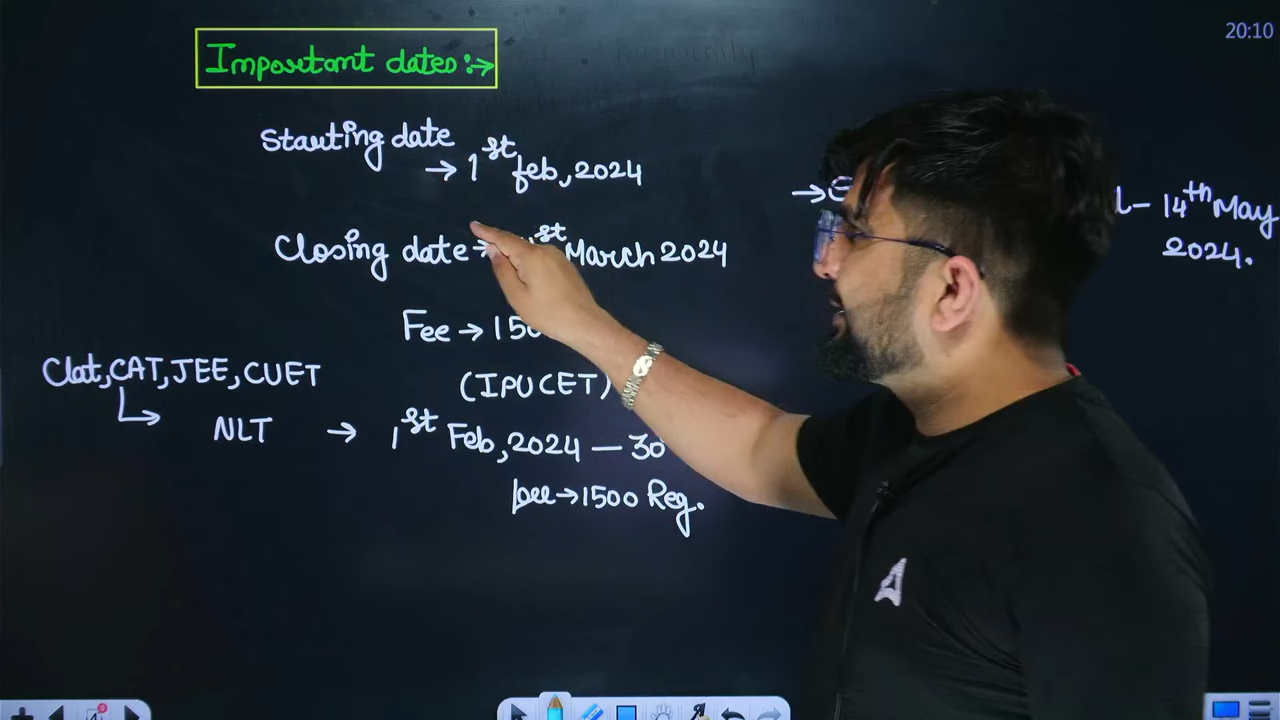 20:10
Important dates :→
Starting date
→ 1st feb, 2024
→
- 14th May
2024.
Closing date → March 2024
Fee →
Clat, CAT, JEE, CUET
(IPUCET)
NLT → 1st Feb, 2024 — 30
fee → 1500 Reg.